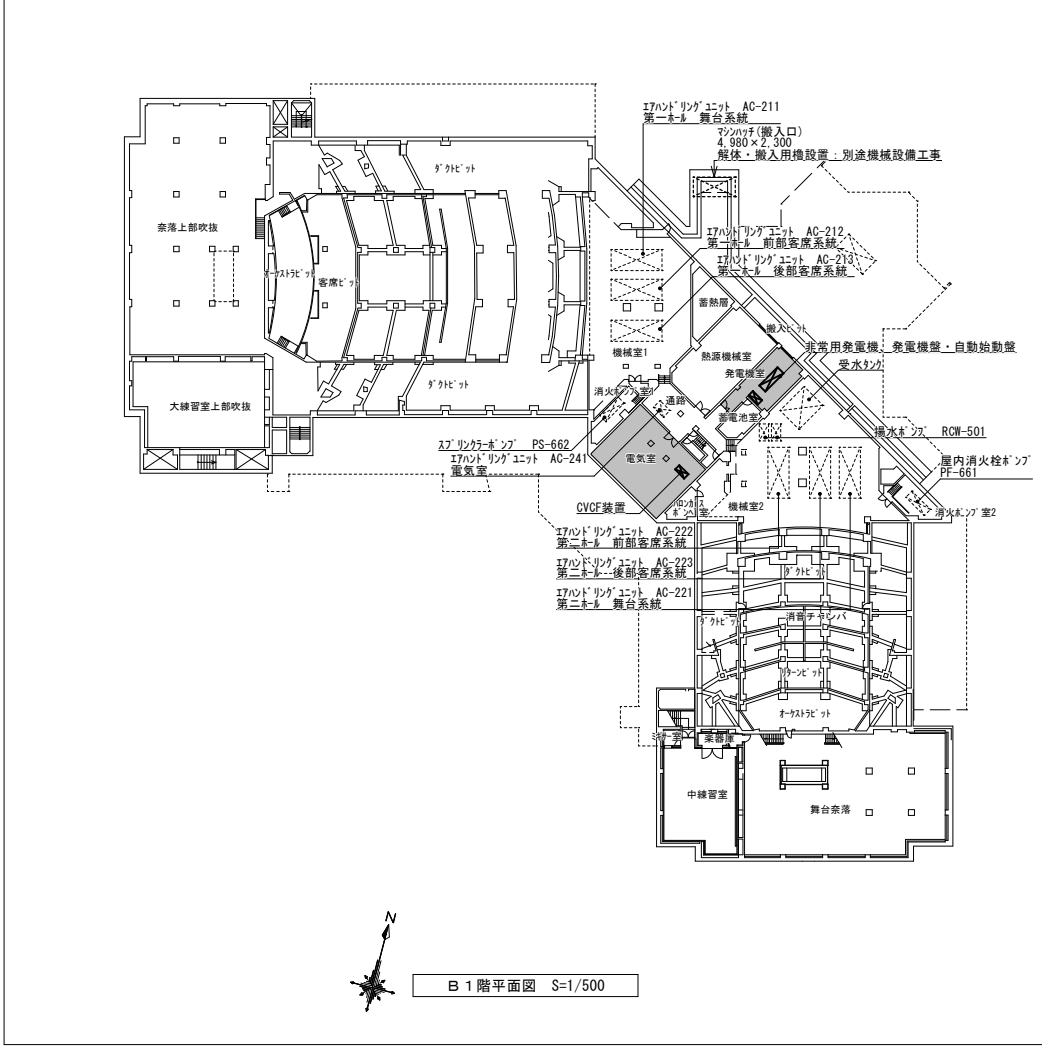 エアハンドリングユニット AC-211
第一ホール 舞台系統
マシンハッチ(搬入口)
4,980×2,300
解体・搬入用櫓設置：別途機械設備工事
ダクトピット
奈落上部吹抜
エアハンドリングユニット AC-212
第一ホール 前部客席系統
エアハンドリングユニット AC-213
第一ホール 後部客席系統
オーケストラピット
客席ピット
蓄熱層
搬入ピット
非常用発電機、発電機盤・自動始動盤
機械室1
熱源機械室
受水タンク
発電機室
ダクトピット
消火ポンプ室1
通路
大練習室上部吹抜
蓄電池室
揚水ポンプ RCW-501
スプリンクラーポンプ PS-662
エアハンドリングユニット AC-241
電気室
電気室
屋内消火栓ポンプ
PF-661
CVCF装置
ハロンガス
ボンベ室
機械室2
消火ポンプ室2
エアハンドリングユニット AC-222
第二ホール 前部客席系統
エアハンドリングユニット AC-223
第二ホール 後部客席系統
ダクトピット
エアハンドリングユニット AC-221
第二ホール 舞台系統
消音チャンバ
ダクトピット
リターンピット
オーケストラピット
ミキサー室
楽器庫
中練習室
舞台奈落
N
Ｂ１階平面図 S=1/500